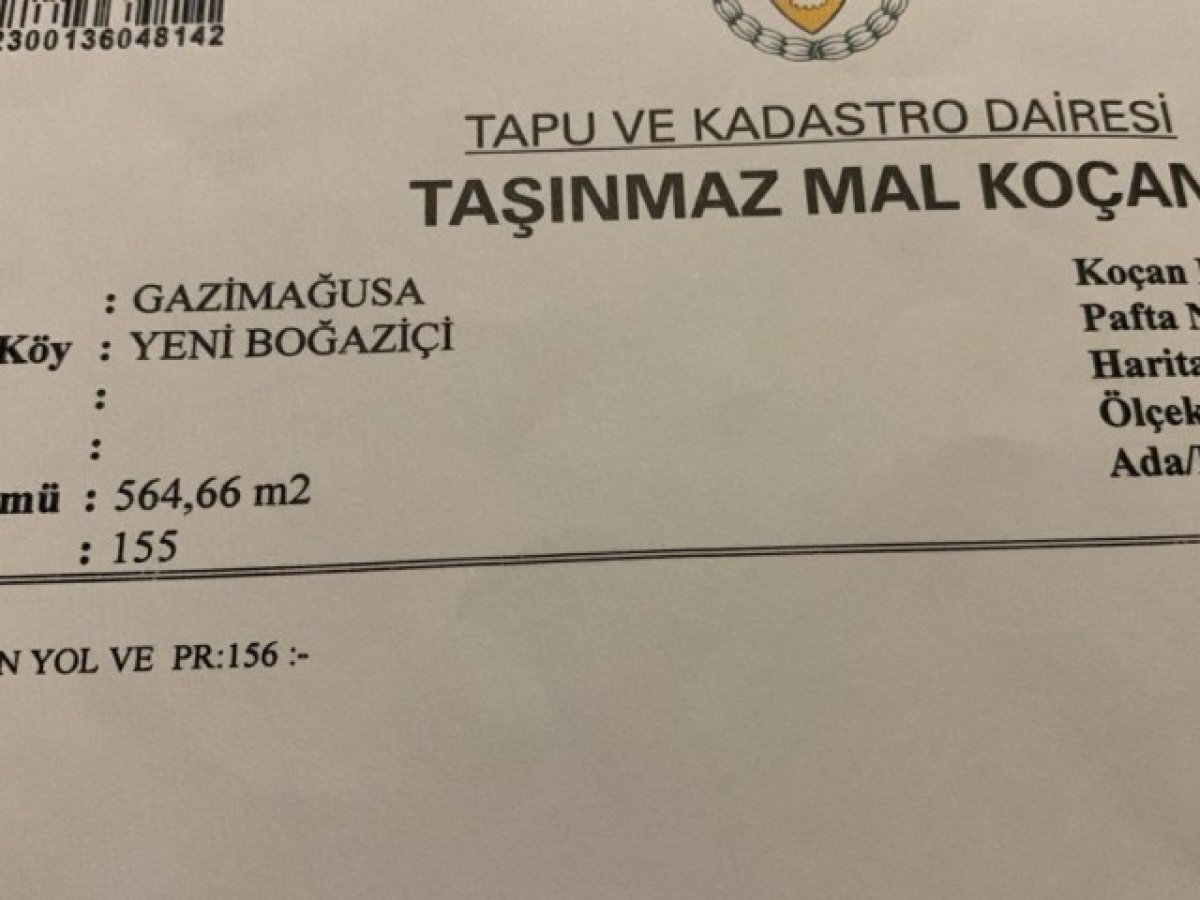 2300136048142
TAPU VE KADASTRO DAİRESİ
TAŞINMAZ MAL KOÇAN
: GAZİMAĞUSA
Köy : YENİ BOĞAZİÇİ
:
:
mü : 564,66 m2
: 155
Koçan
Pafta N
Harita
Ölçek
Ada/
N YOL VE PR:156 :-